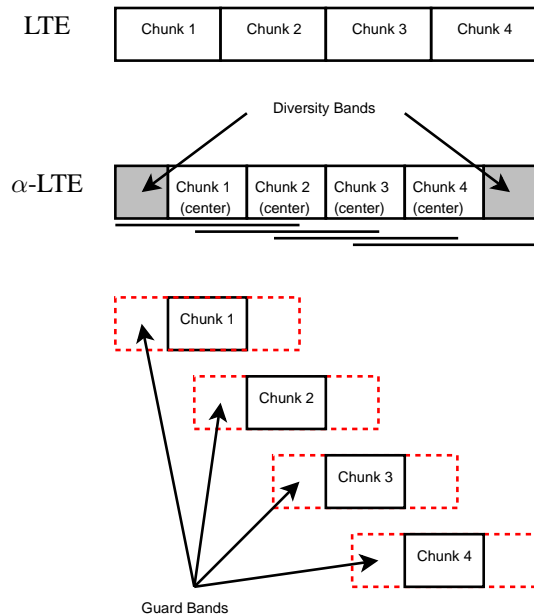 LTE
Chunk 1 Chunk 2 Chunk 3 Chunk 4
Diversity Bands
α-LTE
Chunk 1 Chunk 2 Chunk 3 Chunk 4
(center) (center) (center) (center)
Chunk 1
Chunk 2
Chunk 3
Chunk 4
Guard Bands